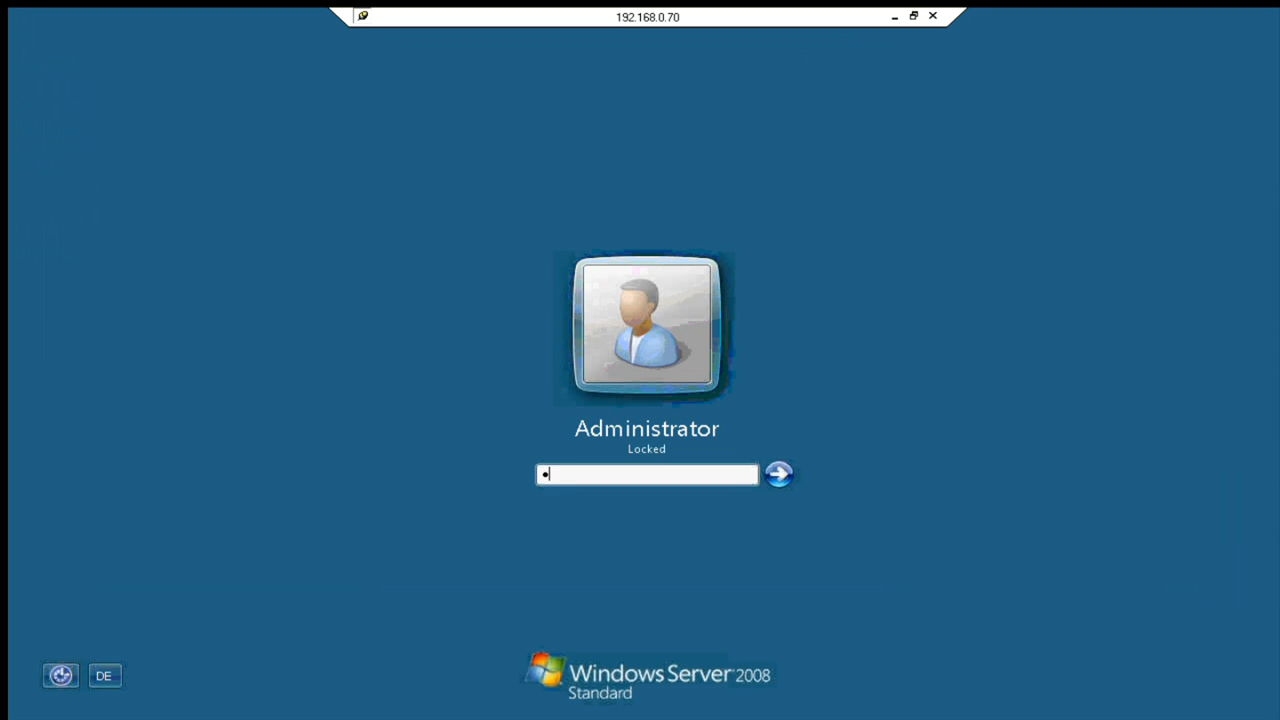 192.168.0.70
Administrator
Locked
DE
Windows Server 2008
Standard